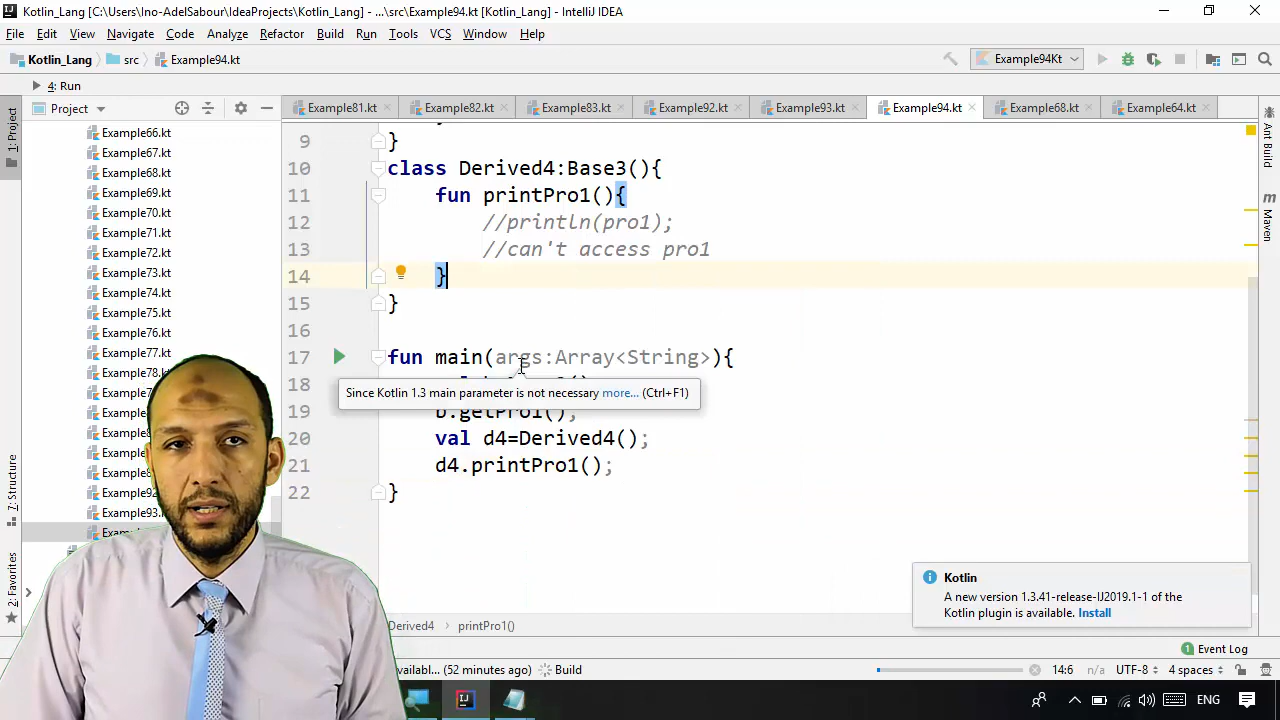 Kotlin_Lang [C:\Users\Ino-AdelSabour\IdeaProjects\Kotlin_Lang] - ...\src\Example94.kt [Kotlin_Lang] - IntelliJ IDEA
File Edit View Navigate Code Analyze Refactor Build Run Tools VCS Window Help
Kotlin_Lang src Example94.kt Example94Kt
4: Run
Project Example81.kt Example82.kt Example83.kt Example92.kt Example93.kt Example94.kt Example68.kt Example64.kt
1: Project
7: Structure
2: Favorites
Example66.kt
Example67.kt
Example68.kt
Example69.kt
Example70.kt
Example71.kt
Example72.kt
Example73.kt
Example74.kt
Example75.kt
Example76.kt
Example77.kt
9 }
10 class Derived4:Base3(){
11 fun printPro1(){
12 //println(pro1);
13 //can't access pro1
14 }
15 }
16
17 fun main(args:Array<String>){
18
Since Kotlin 1.3 main parameter is not necessary more... (Ctrl+F1)
19 b.getPro1();
20 val d4=Derived4();
21 d4.printPro1();
22 }
Ant Build
Maven
Kotlin
A new version 1.3.41-release-IJ2019.1-1 of the
Kotlin plugin is available. Install
Derived4 printPro1()
Event Log
(52 minutes ago) Build 14:6 n/a UTF-8 4 spaces
ENG